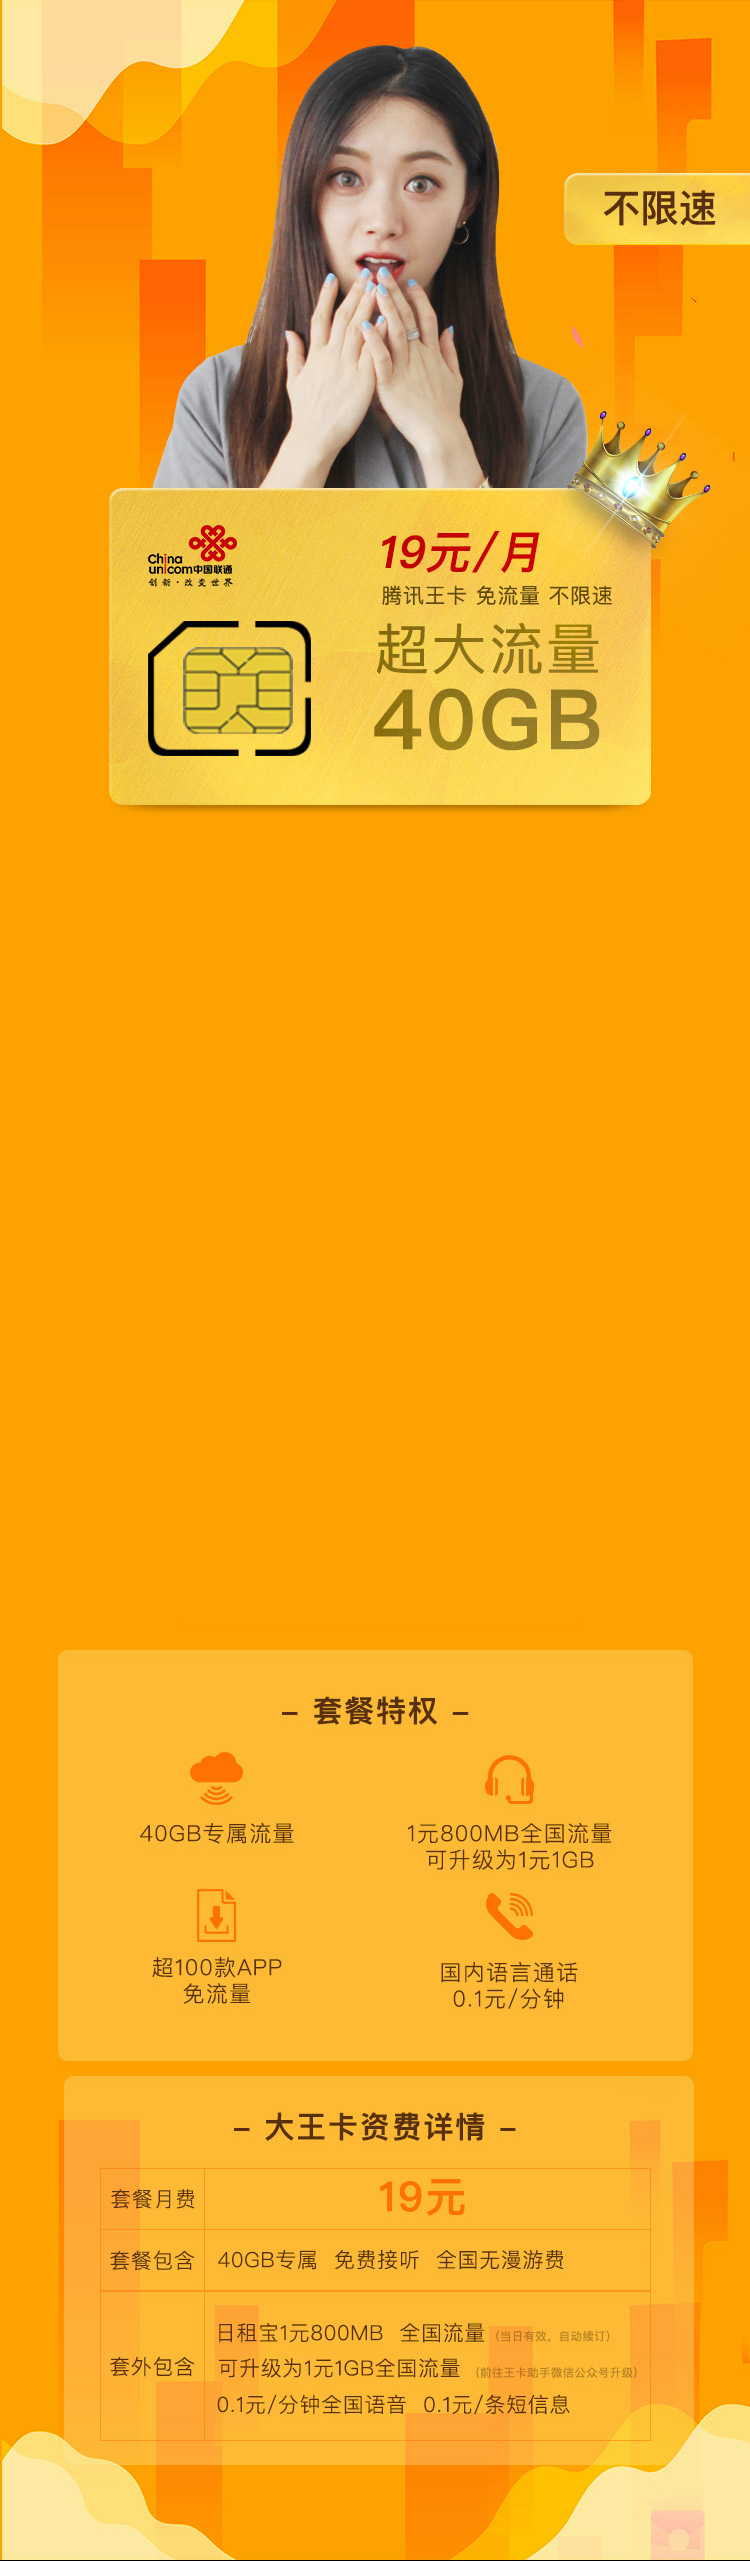 不限速
China
unicom中国联通
创新·改变世界
19元/月
腾讯王卡 免流量 不限速
超大流量
40GB
– 套餐特权 –
40GB专属流量
1元800MB全国流量
可升级为1元1GB
超100款APP
免流量
国内语言通话
0.1元/分钟
– 大王卡资费详情 –
套餐月费
19元
套餐包含
40GB专属 免费接听 全国无漫游费
套外包含
日租宝1元800MB 全国流量 (当日有效，自动续订)
可升级为1元1GB全国流量 (前往王卡助手微信公众号升级)
0.1元/分钟全国语音 0.1元/条短信息